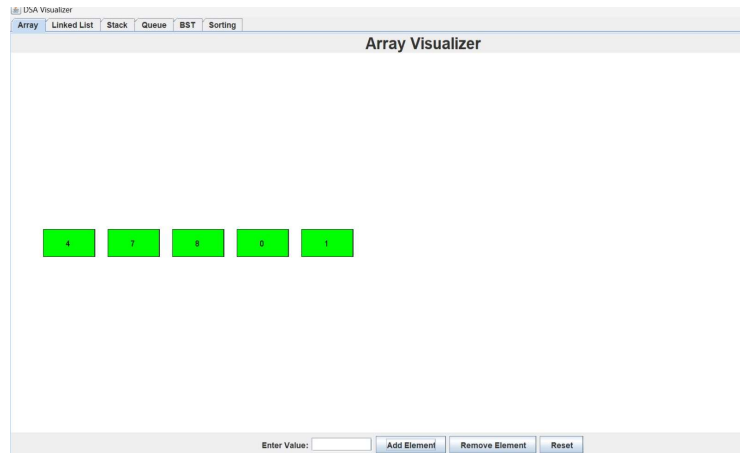 DSA Visualizer
Array Linked List Stack Queue BST Sorting
Array Visualizer
4 7 8 0 1
Enter Value: Add Element Remove Element Reset